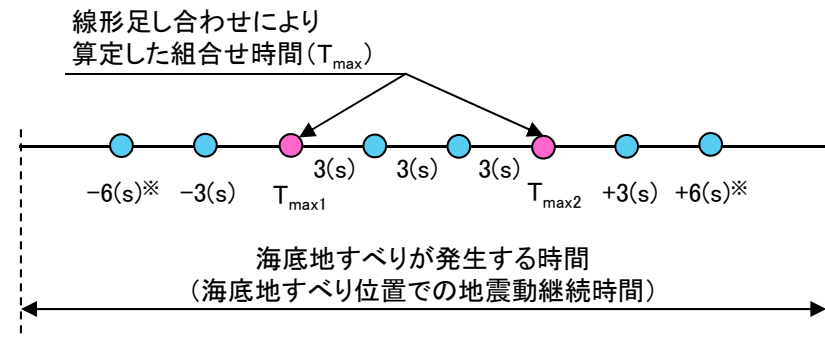 線形足し合わせにより
算定した組合せ時間(Tmax)
3(s) 3(s) 3(s)
−6(s)※ −3(s) Tmax1 Tmax2 +3(s) +6(s)※
海底地すべりが発生する時間
(海底地すべり位置での地震動継続時間)